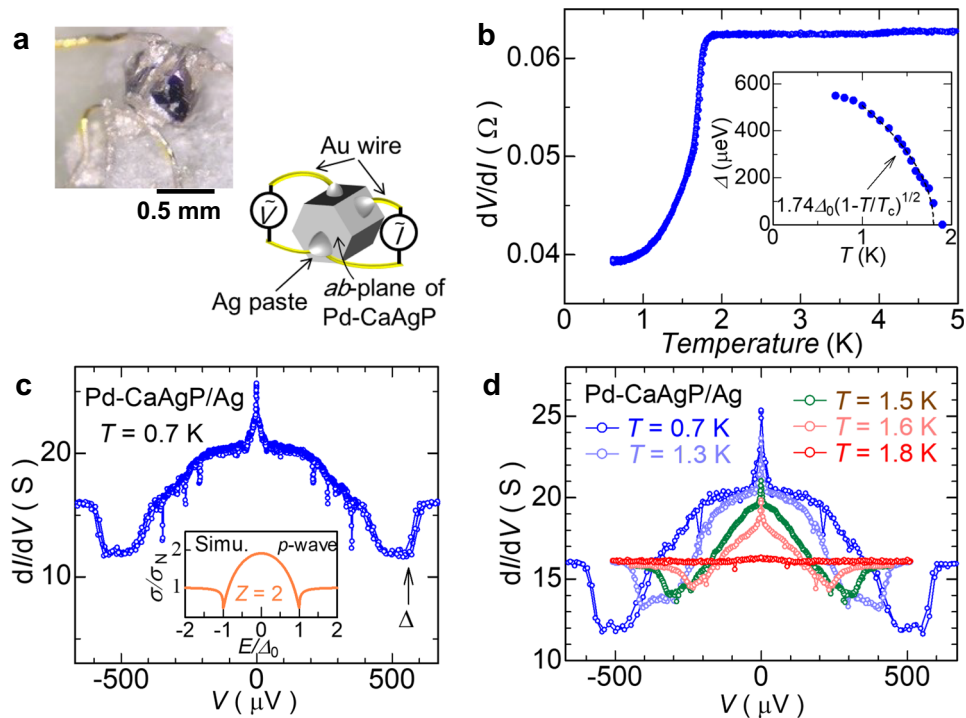 a
0.5 mm
Au wire
Ṽ
Ĩ
Ag paste
ab-plane of
Pd-CaAgP
b
dV/dI (Ω)
0.06
0.05
0.04
0 1 2 3 4 5
Temperature (K)
Δ (μeV)
600
400
200
0
1.74Δ₀(1-T/Tc)^1/2
0 1 2
T (K)
c
Pd-CaAgP/Ag
T = 0.7 K
dI/dV (S)
20
12
Δ
Simu. p-wave
Z = 2
σ/σN
2
1
-2 -1 0 1 2
E/Δ₀
-500 0 500
V ( μV)
d
Pd-CaAgP/Ag
T = 0.7 K
T = 1.3 K
T = 1.5 K
T = 1.6 K
T = 1.8 K
dI/dV (S)
25
20
15
10
-500 0 500
V ( μV)